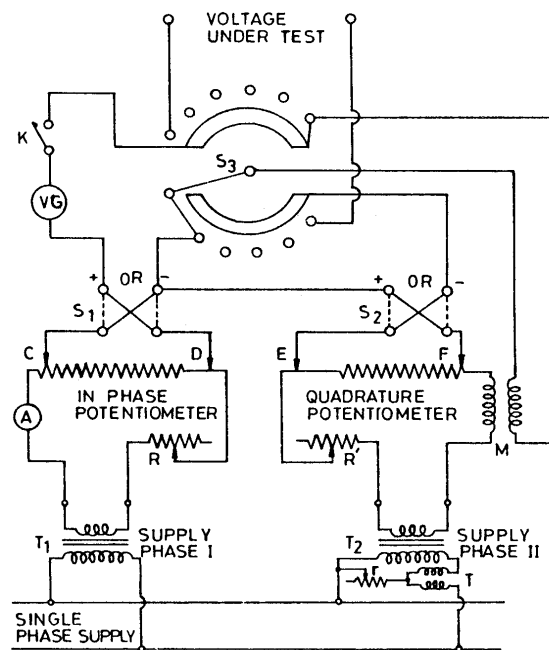 VOLTAGE
UNDER TEST
K
S3
VG
+ OR -
+ OR -
S1
S2
C
D
E
F
A
IN PHASE
POTENTIOMETER
QUADRATURE
POTENTIOMETER
R
R'
M
T1
SUPPLY
PHASE I
T2
SUPPLY
PHASE II
r
T
SINGLE
PHASE SUPPLY